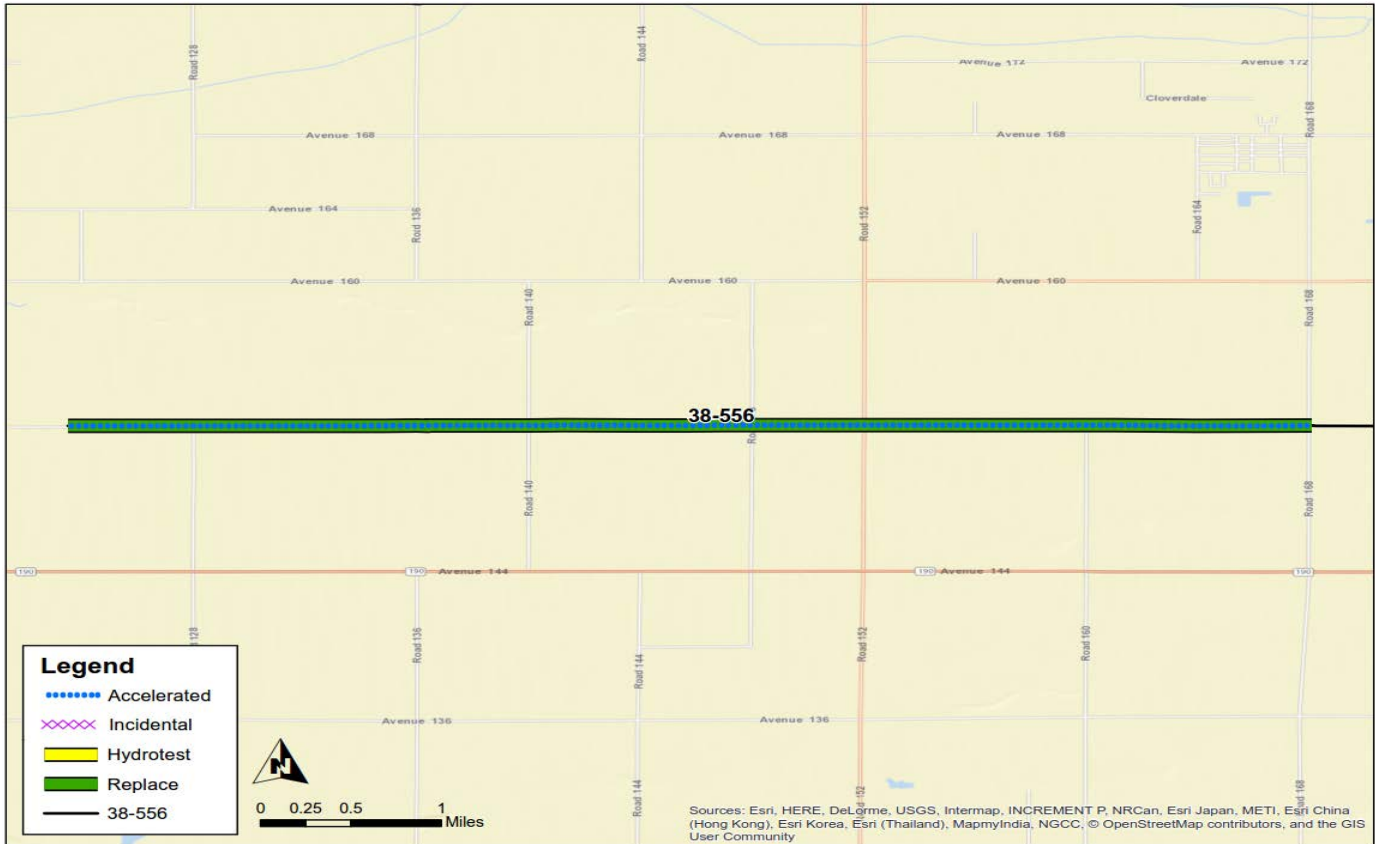 Road 144
Road 128
Avenue 172
Avenue 172
Cloverdale
Road 168
Avenue 168
Avenue 168
Avenue 168
Avenue 164
Road 136
Road 152
Road 164
Avenue 160
Avenue 160
Avenue 160
Road 140
Road 168
38-556
Road 140
Road 168
190
190
Avenue 144
190
Avenue 144
190
128
Road 136
Road 152
Road 160
Road 144
Legend
Accelerated
Incidental
Hydrotest
Replace
38-556
Avenue 136
Avenue 136
N
0 0.25 0.5 1
Miles
Road 144
Road 152
Road 168
Sources: Esri, HERE, DeLorme, USGS, Intermap, INCREMENT P, NRCan, Esri Japan, METI, Esri China
(Hong Kong), Esri Korea, Esri (Thailand), MapmyIndia, NGCC, © OpenStreetMap contributors, and the GIS
User Community